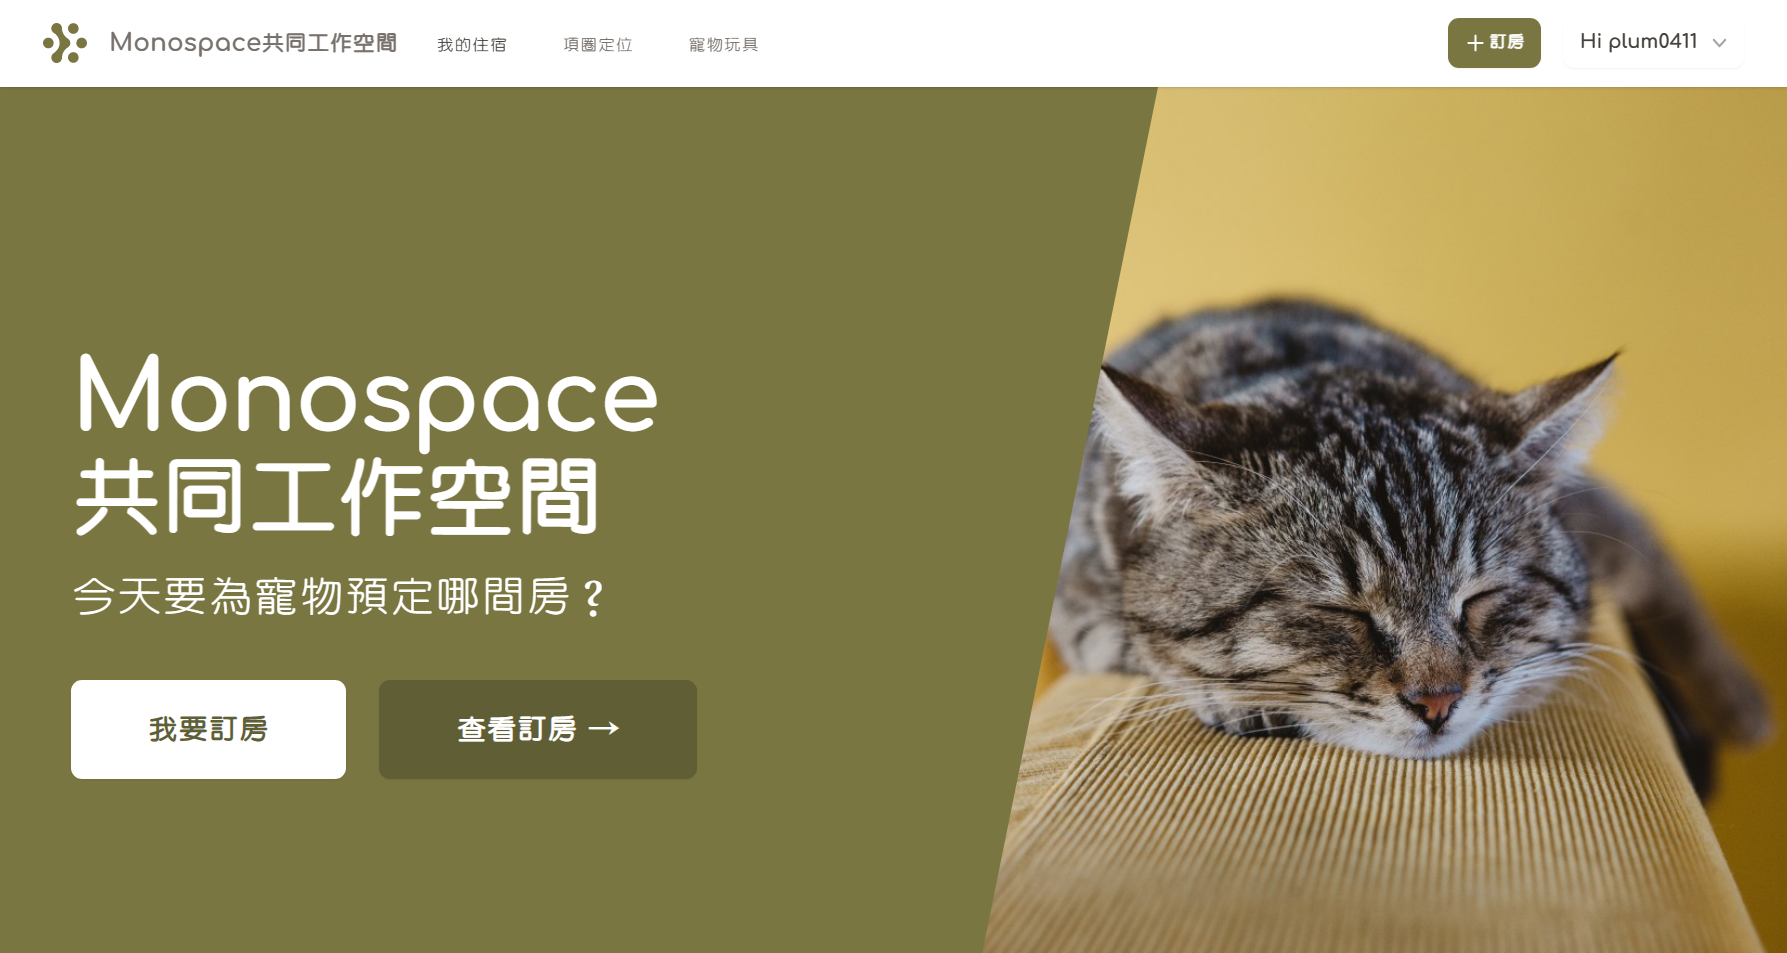 Monospace共同工作空間
我的住宿
項圈定位
寵物玩具
＋訂房
Hi plum0411
Monospace
共同工作空間
今天要為寵物預定哪間房？
我要訂房
查看訂房 →